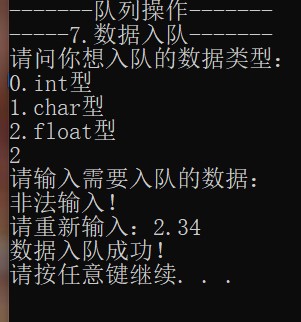 -------队列操作-------
-----7.数据入队-------
请问你想入队的数据类型：
0.int型
1.char型
2.float型
2
请输入需要入队的数据：
非法输入！
请重新输入：2.34
数据入队成功！
请按任意键继续. . .